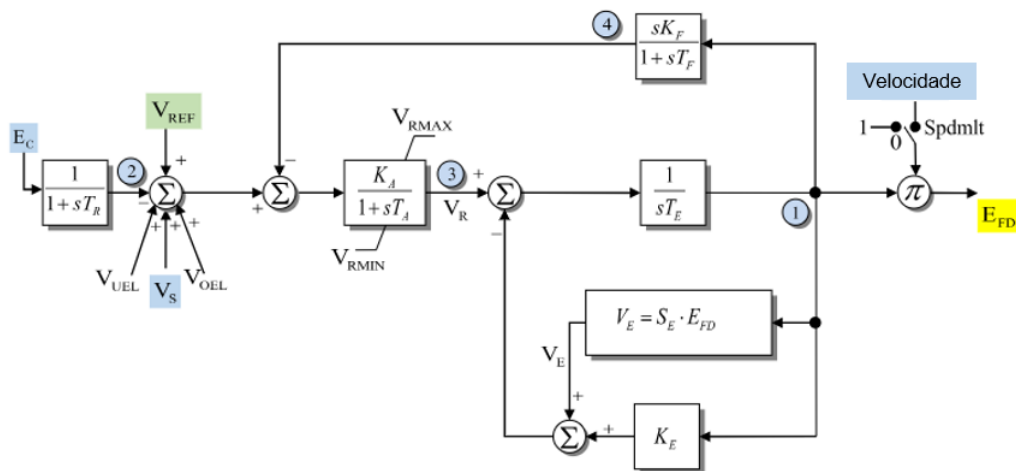 4
sK_F
1+sT_F
Velocidade
1
0
Spdmlt
V_REF
V_RMAX
E_C
1
1+sT_R
2
+
−
Σ
+
+
+
−
+
Σ
K_A
1+sT_A
3
V_R
+
−
Σ
1
sT_E
1
π
E_FD
V_RMIN
V_UEL
V_S
V_OEL
V_E = S_E · E_FD
V_E
+
Σ
+
K_E